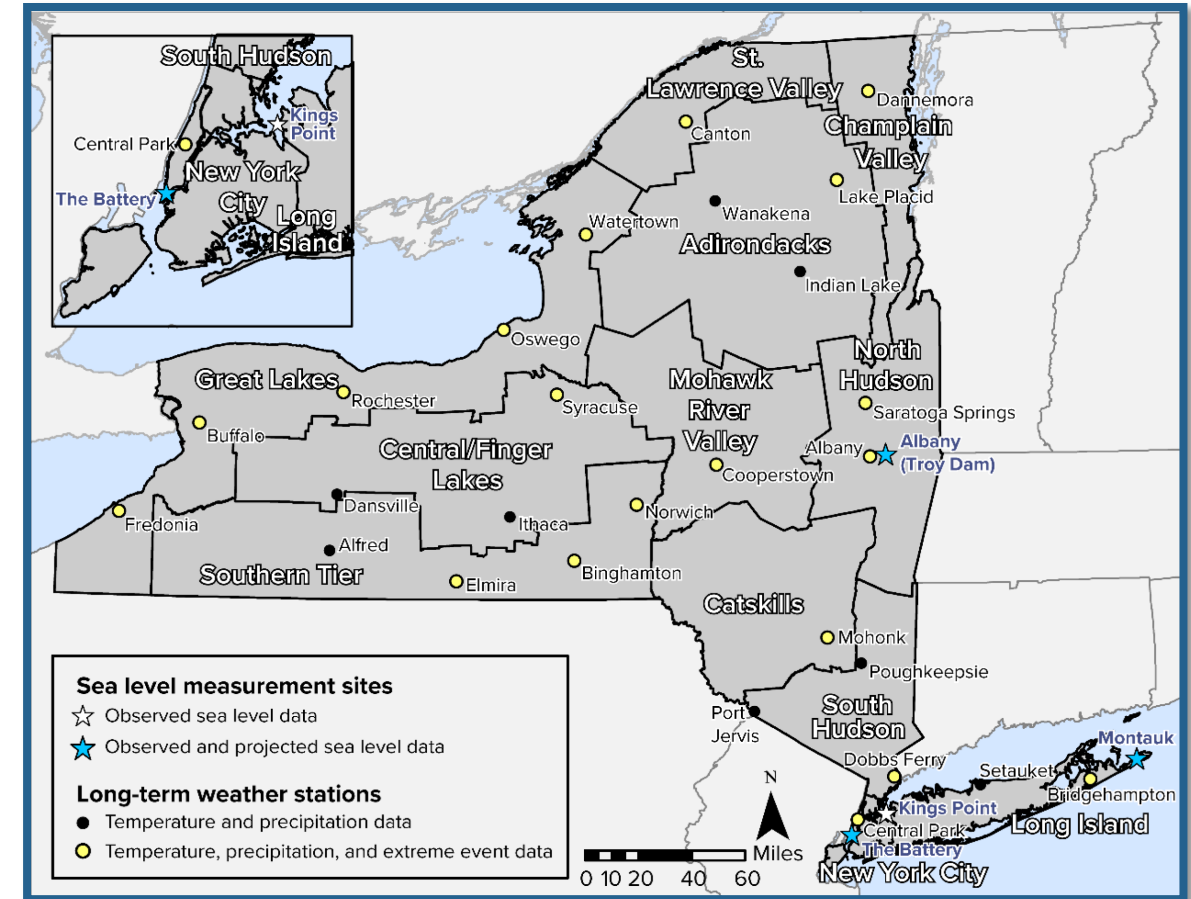 South Hudson
Kings
Point
Central Park
New York
City
The Battery
Long
Island
St.
Lawrence Valley
Dannemora
Champlain
Valley
Canton
Lake Placid
Wanakena
Watertown
Adirondacks
Indian Lake
Oswego
North
Hudson
Great Lakes
Rochester
Mohawk
River
Valley
Syracuse
Saratoga Springs
Buffalo
Central/Finger
Lakes
Albany
Albany
(Troy Dam)
Cooperstown
Dansville
Norwich
Fredonia
Ithaca
Alfred
Southern Tier
Elmira
Binghamton
Catskills
Mohonk
Poughkeepsie
Port
Jervis
South
Hudson
Dobbs Ferry
Montauk
Setauket
Bridgehampton
Kings Point
Long Island
Central Park
The Battery
New York City
Sea level measurement sites
Observed sea level data
Observed and projected sea level data
Long-term weather stations
Temperature and precipitation data
Temperature, precipitation, and extreme event data
N
Miles
0 10 20 40 60